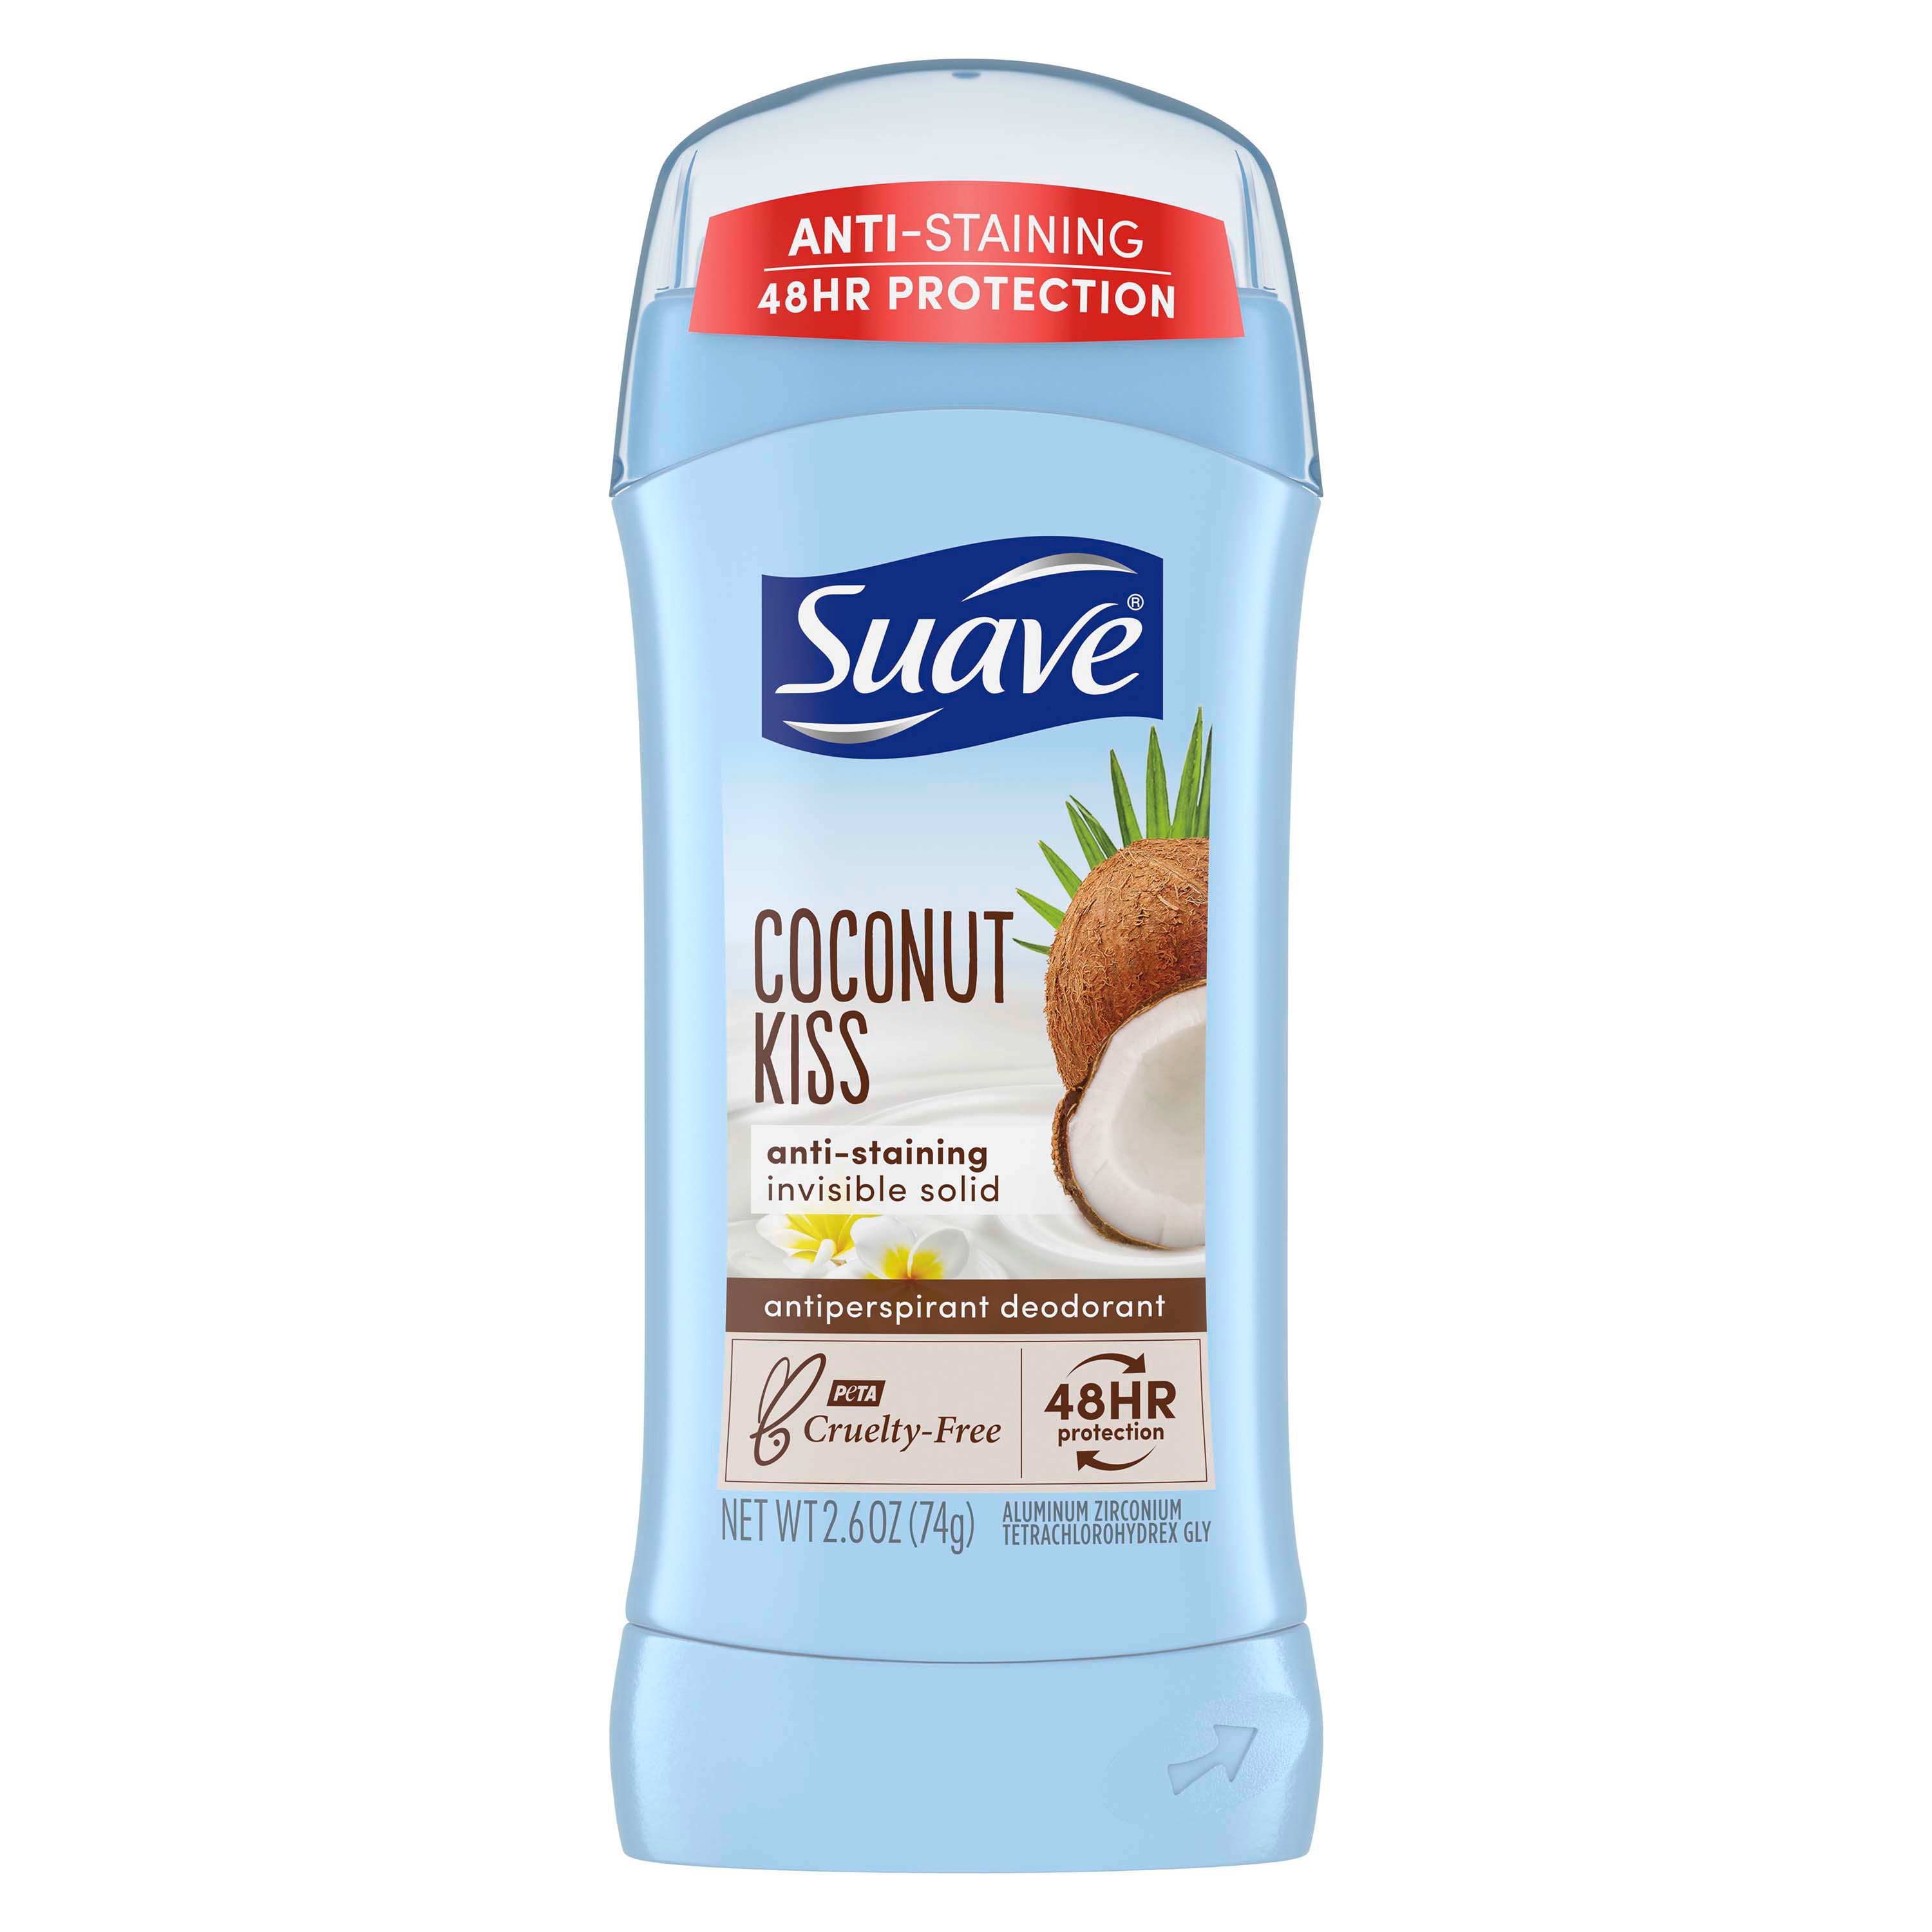 ANTI-STAINING
48HR PROTECTION
Suave®
COCONUT
KISS
anti-staining
invisible solid
antiperspirant deodorant
PETA
Cruelty-Free
48HR
protection
NET WT 2.6 OZ (74g)
ALUMINUM ZIRCONIUM
TETRACHLOROHYDREX GLY